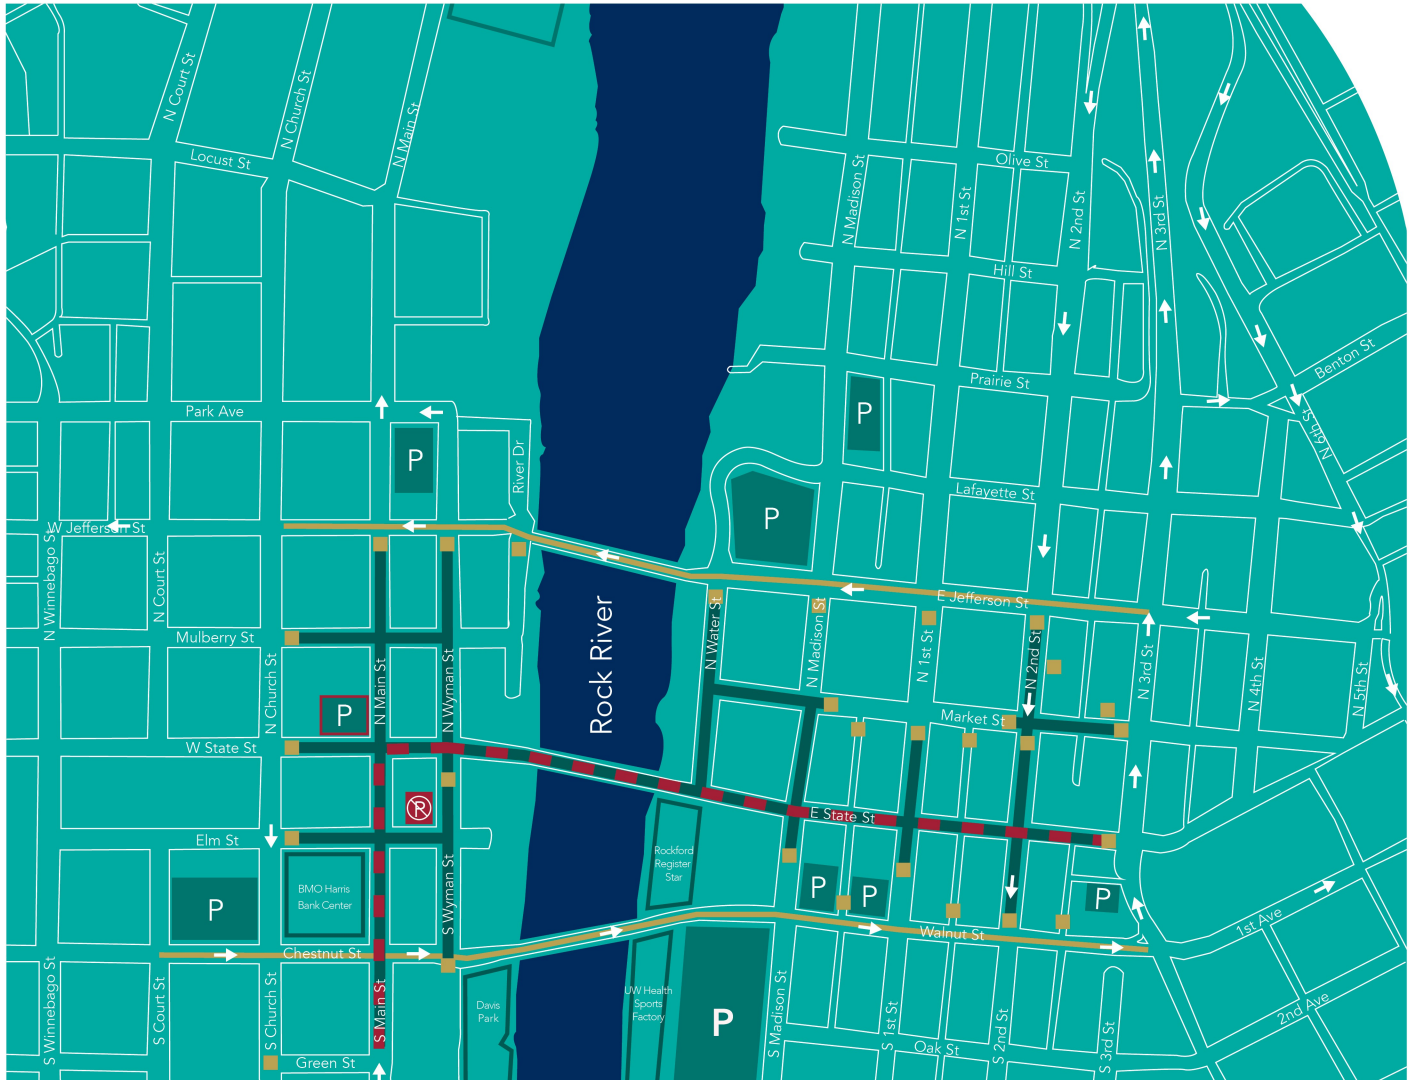 N Court St
N Church St
N Main St
Locust St
Olive St
N Madison St
N 1st St
N 2nd St
N 3rd St
Hill St
Benton St
Prairie St
Park Ave
P
N 6th St
P
River Dr
Lafayette St
P
W Jefferson St
N Winnebago St
N Court St
E Jefferson St
Rock River
N Water St
N Madison St
N 1st St
N 2nd St
N 3rd St
N 4th St
N 5th St
Mulberry St
N Church St
N Main St
N Wyman St
P
Market St
W State St
P
E State St
Elm St
Rockford
Register
Star
BMO Harris
Bank Center
P
S Wyman St
P
P
P
1st Ave
Walnut St
Chestnut St
S Winnebago St
S Court St
S Church St
S Main St
Davis
Park
UW Health
Sports
Factory
P
S Madison St
S 1st St
S 2nd St
S 3rd St
2nd Ave
Oak St
Green St